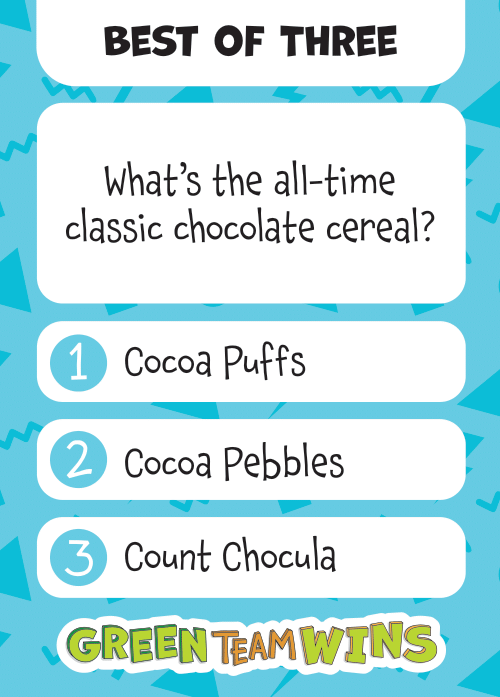 BEST OF THREE
What's the all-time
classic chocolate cereal?
1 Cocoa Puffs
2 Cocoa Pebbles
3 Count Chocula
GREEN TEAM WINS